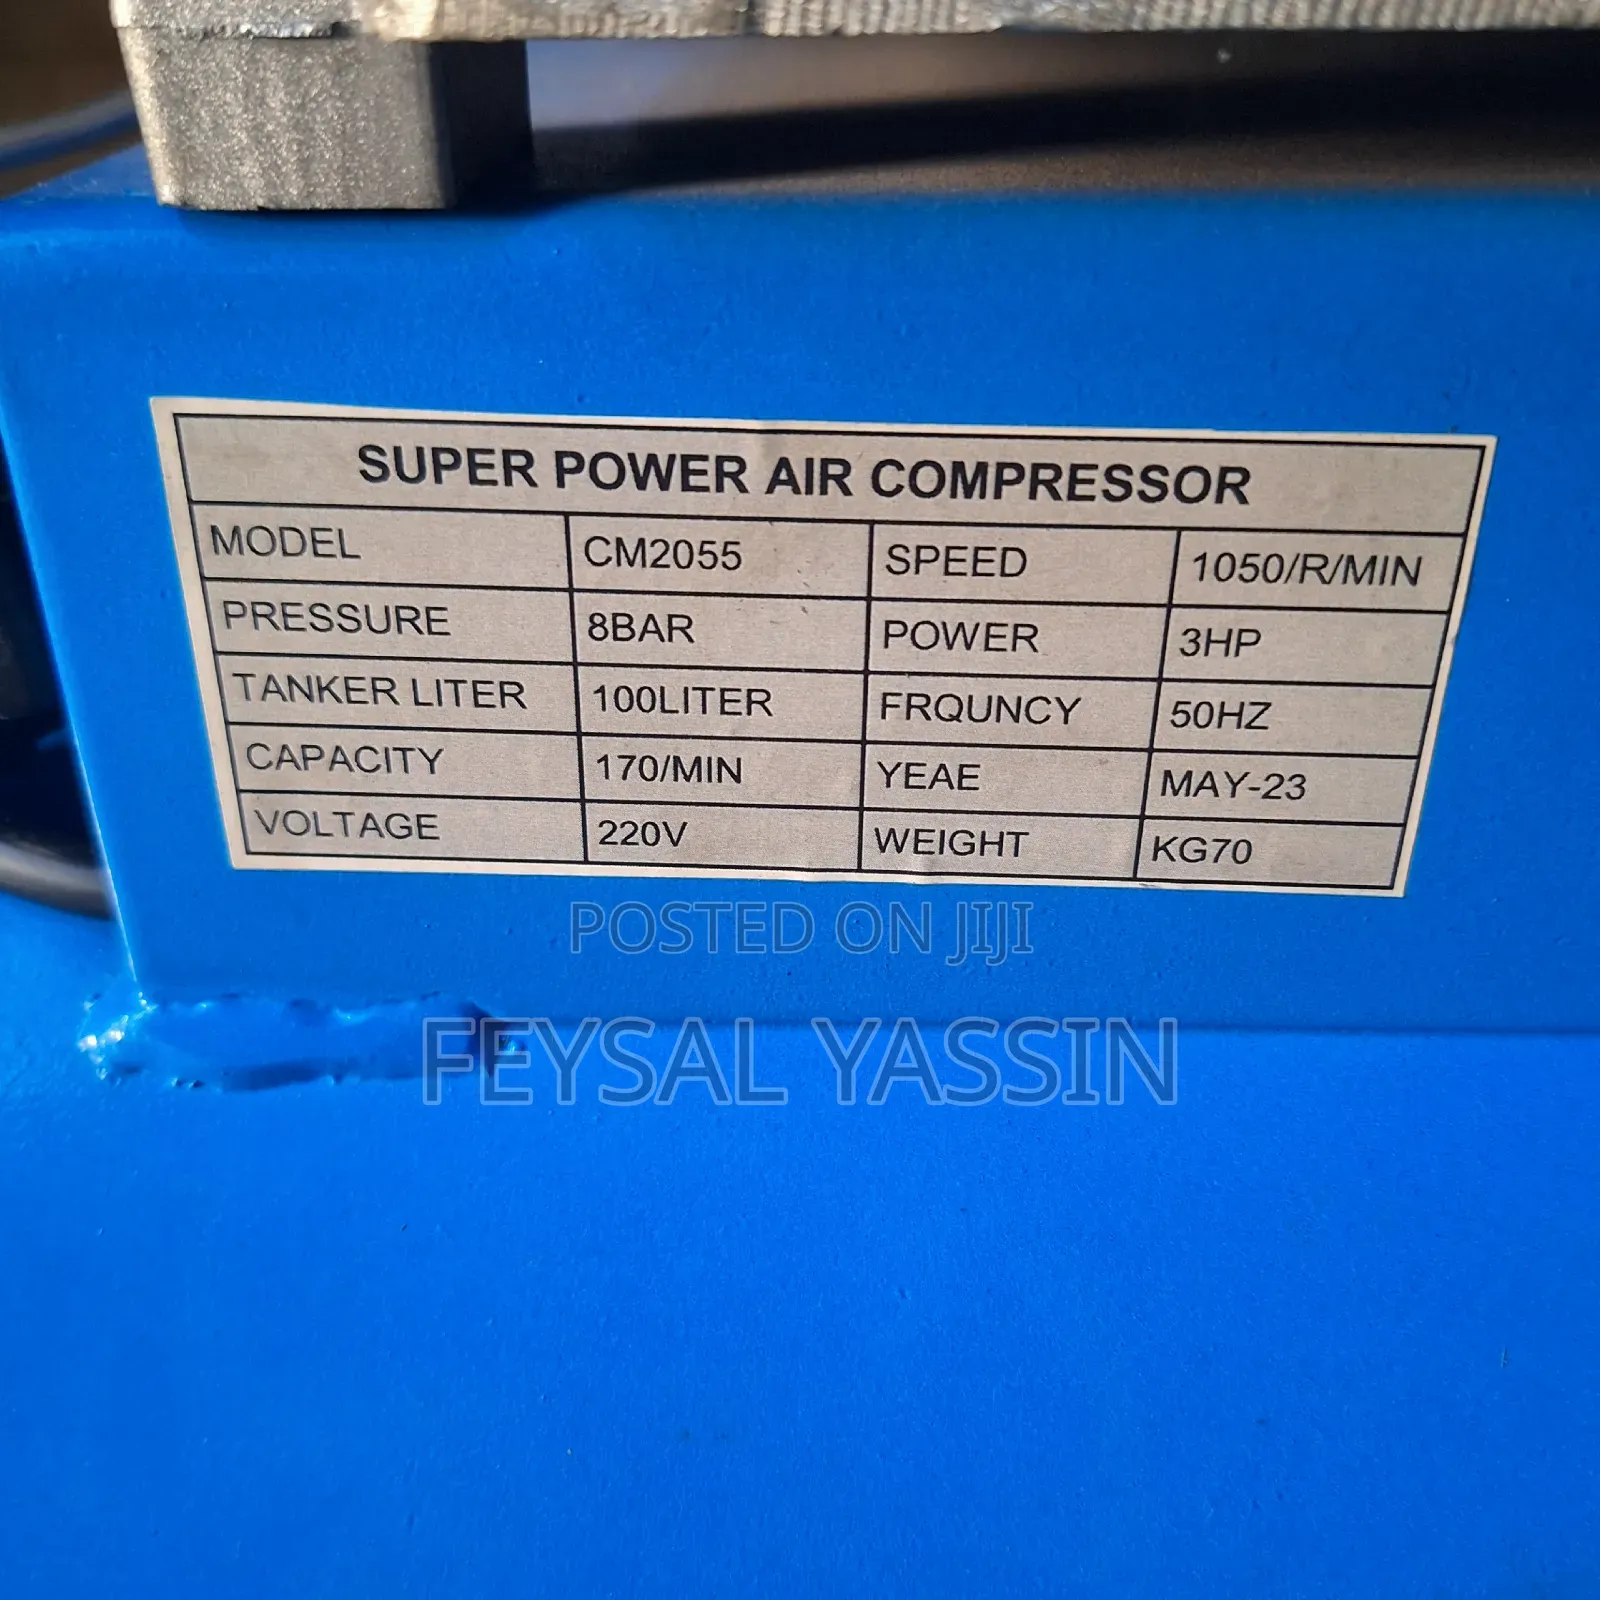 SUPER POWER AIR COMPRESSOR
MODEL CM2055 SPEED 1050/R/MIN
PRESSURE 8BAR POWER 3HP
TANKER LITER 100LITER FRQUNCY 50HZ
CAPACITY 170/MIN YEAE MAY-23
VOLTAGE 220V WEIGHT KG70
POSTED ON JIJI
FEYSAL YASSIN